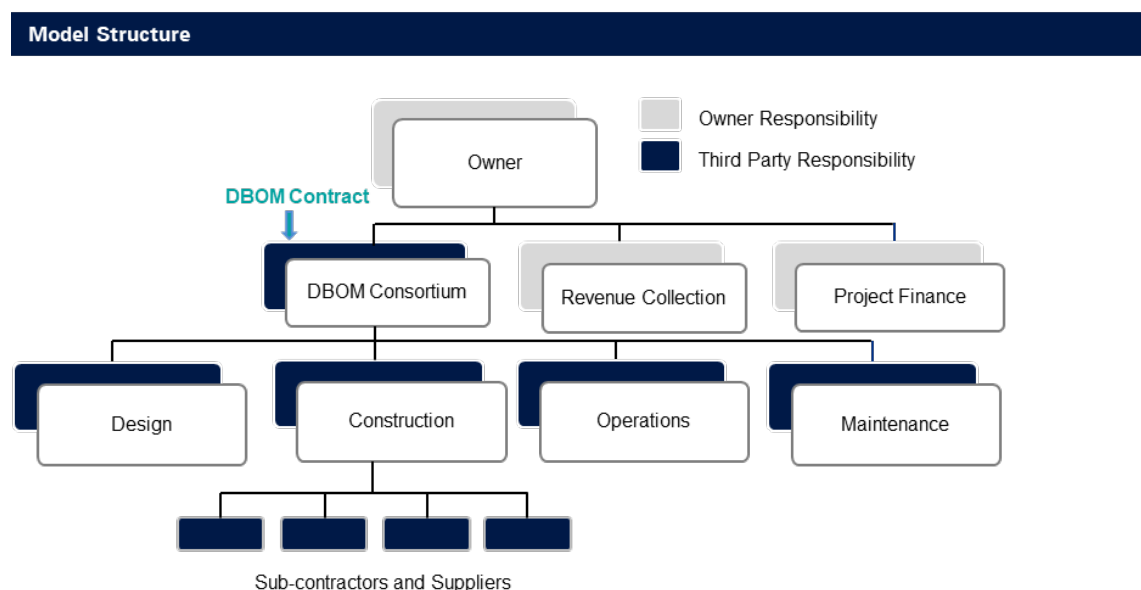 Model Structure
Owner Responsibility
Owner
Third Party Responsibility
DBOM Contract
DBOM Consortium
Revenue Collection
Project Finance
Design
Construction
Operations
Maintenance
Sub-contractors and Suppliers